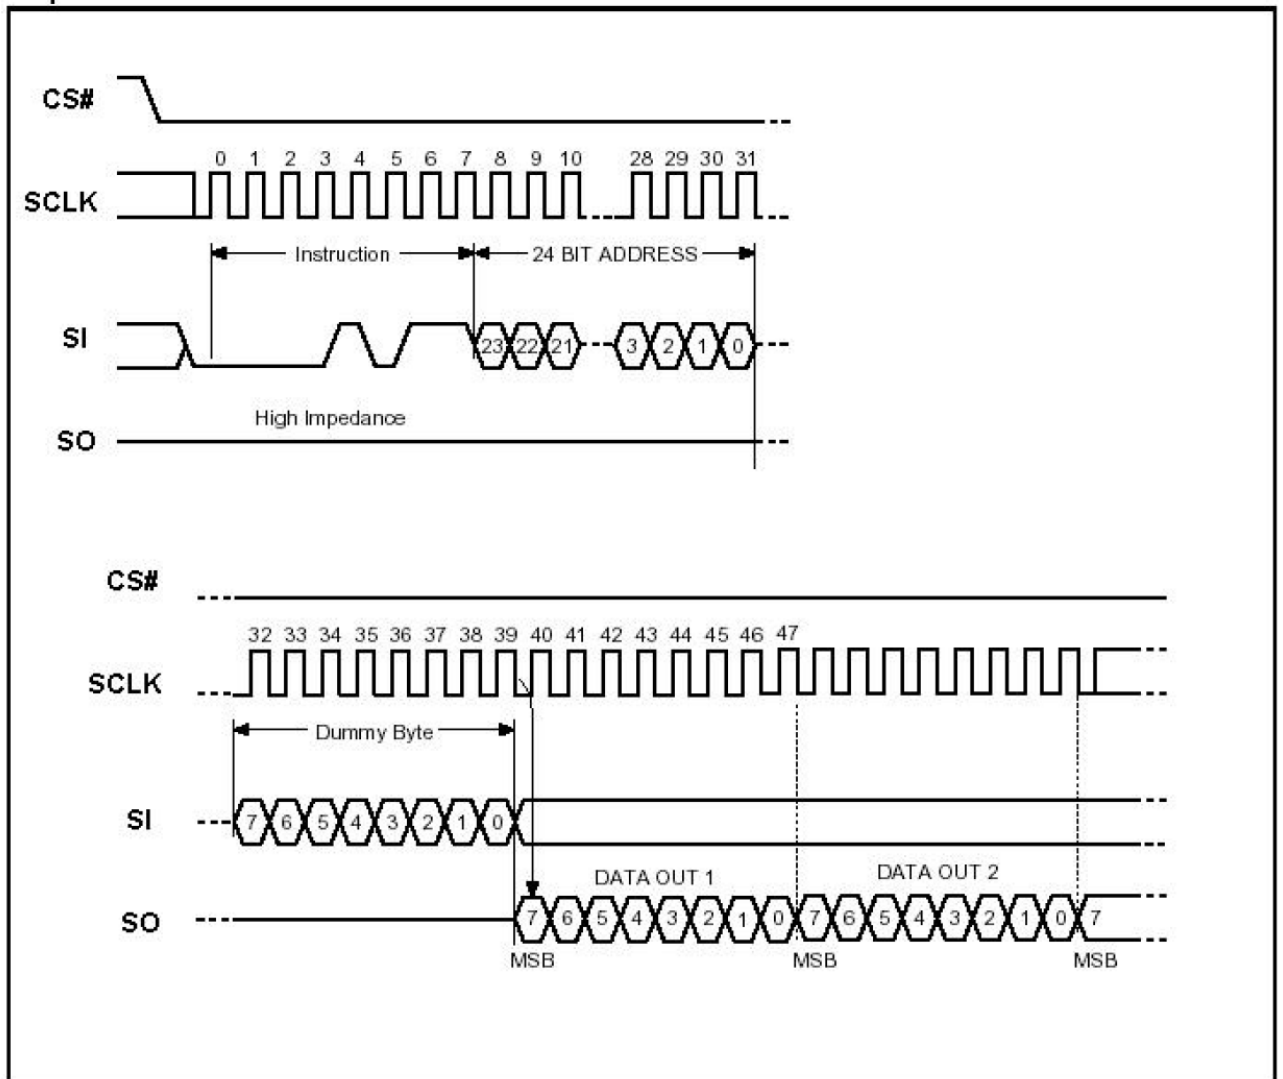 CS#
0 1 2 3 4 5 6 7 8 9 10 28 29 30 31
SCLK
Instruction 24 BIT ADDRESS
SI
23 22 21 3 2 1 0
High Impedance
SO
CS#
32 33 34 35 36 37 38 39 40 41 42 43 44 45 46 47
SCLK
Dummy Byte
SI
7 6 5 4 3 2 1 0
DATA OUT 1 DATA OUT 2
SO
7 6 5 4 3 2 1 0 7 6 5 4 3 2 1 0 7
MSB MSB MSB